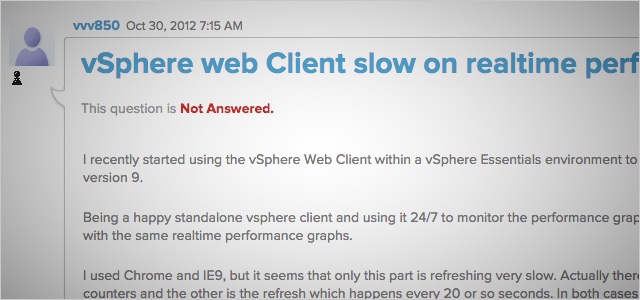 vvv850 Oct 30, 2012 7:15 AM
vSphere web Client slow on realtime perf
This question is Not Answered.
I recently started using the vSphere Web Client within a vSphere Essentials environment to
version 9.
Being a happy standalone vsphere client and using it 24/7 to monitor the performance grap
with the same realtime performance graphs.
I used Chrome and IE9, but it seems that only this part is refreshing very slow. Actually there
counters and the other is the refresh which happens every 20 or so seconds. In both cases